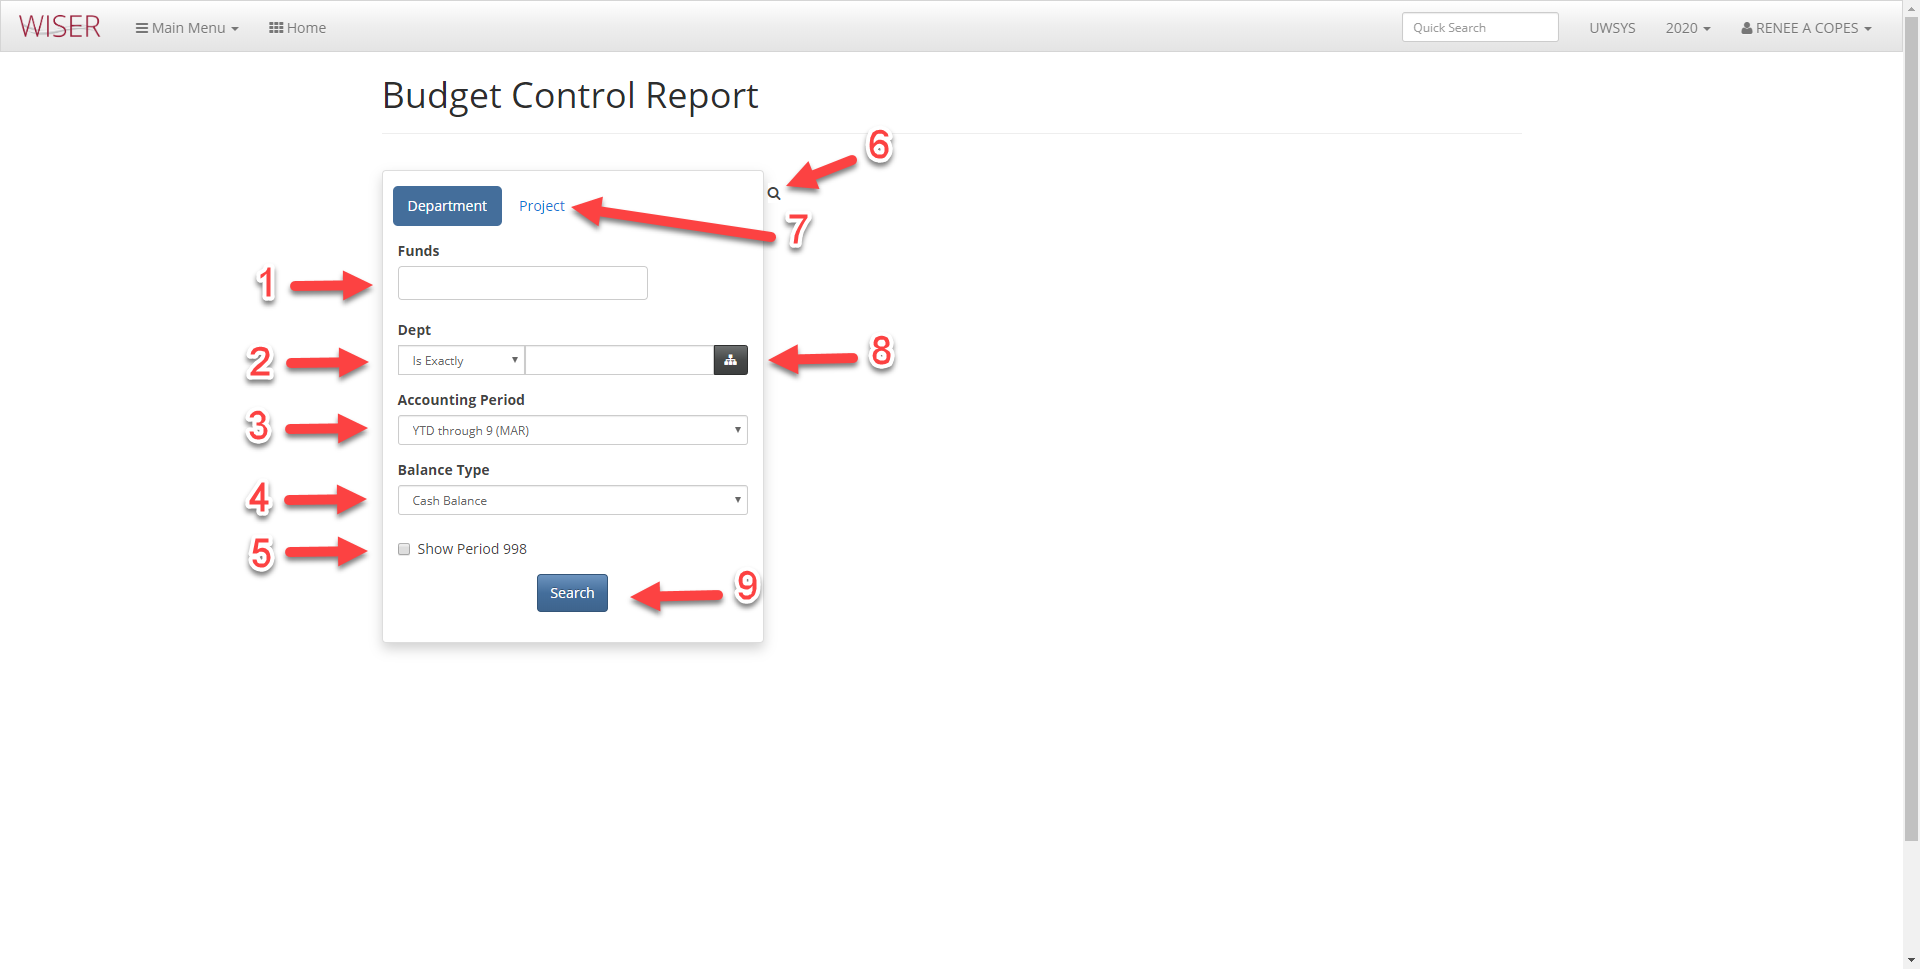 WISER Main Menu Home Quick Search UWSYS 2020 RENEE A COPES
Budget Control Report
6
Department Project
7
Funds
1
Dept
2 Is Exactly 8
Accounting Period
3 YTD through 9 (MAR)
Balance Type
4 Cash Balance
5 Show Period 998
Search 9